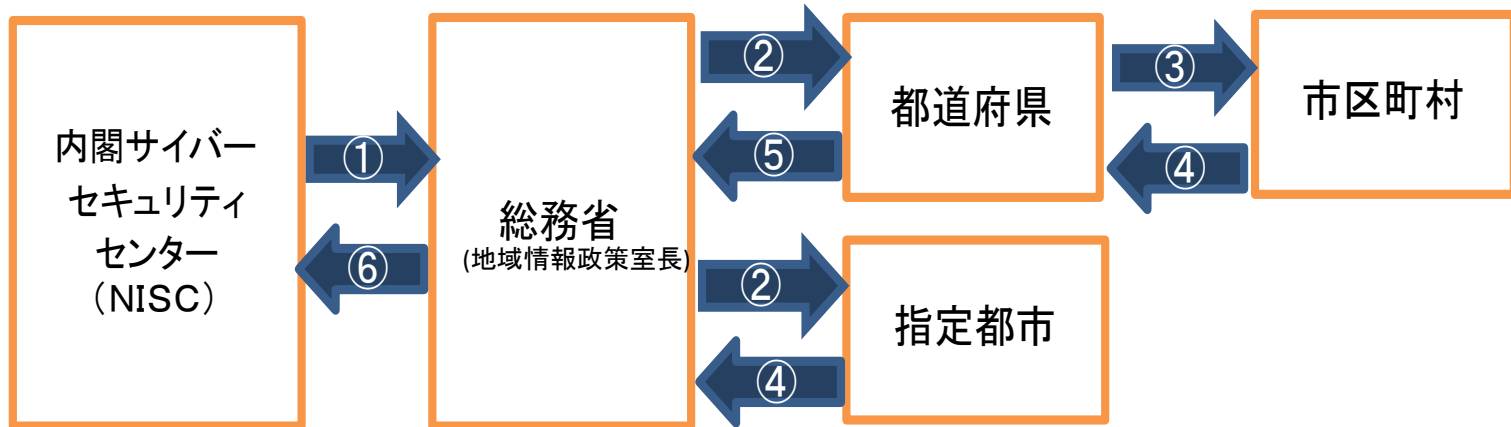 内閣サイバー
セキュリティ
センター
（NISC）
①
⑥
総務省
(地域情報政策室長)
②
⑤
都道府県
③
④
市区町村
②
④
指定都市